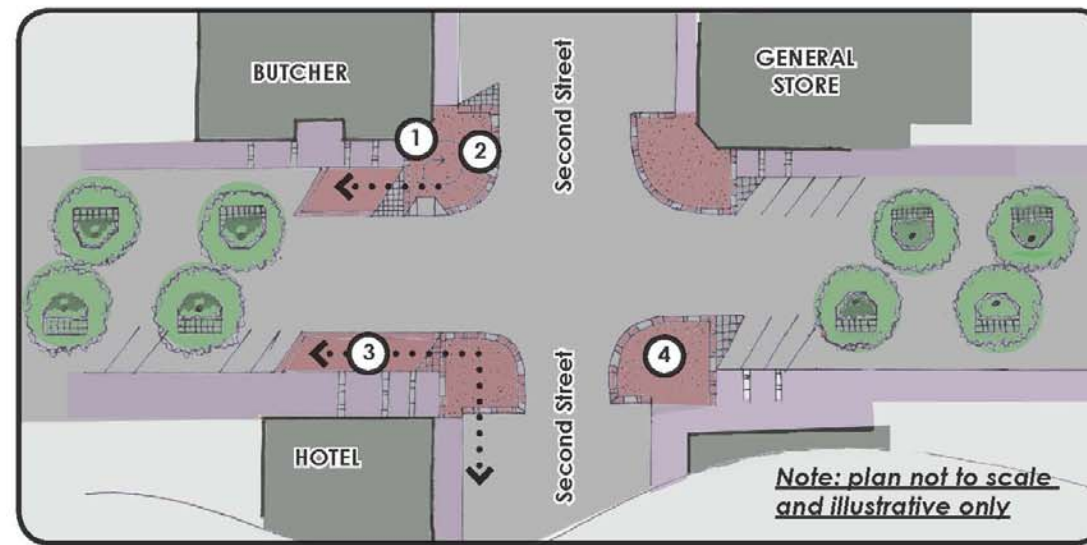 BUTCHER
GENERAL
STORE
Second Street
1
2
3
4
HOTEL
Second Street
Note: plan not to scale
and illustrative only